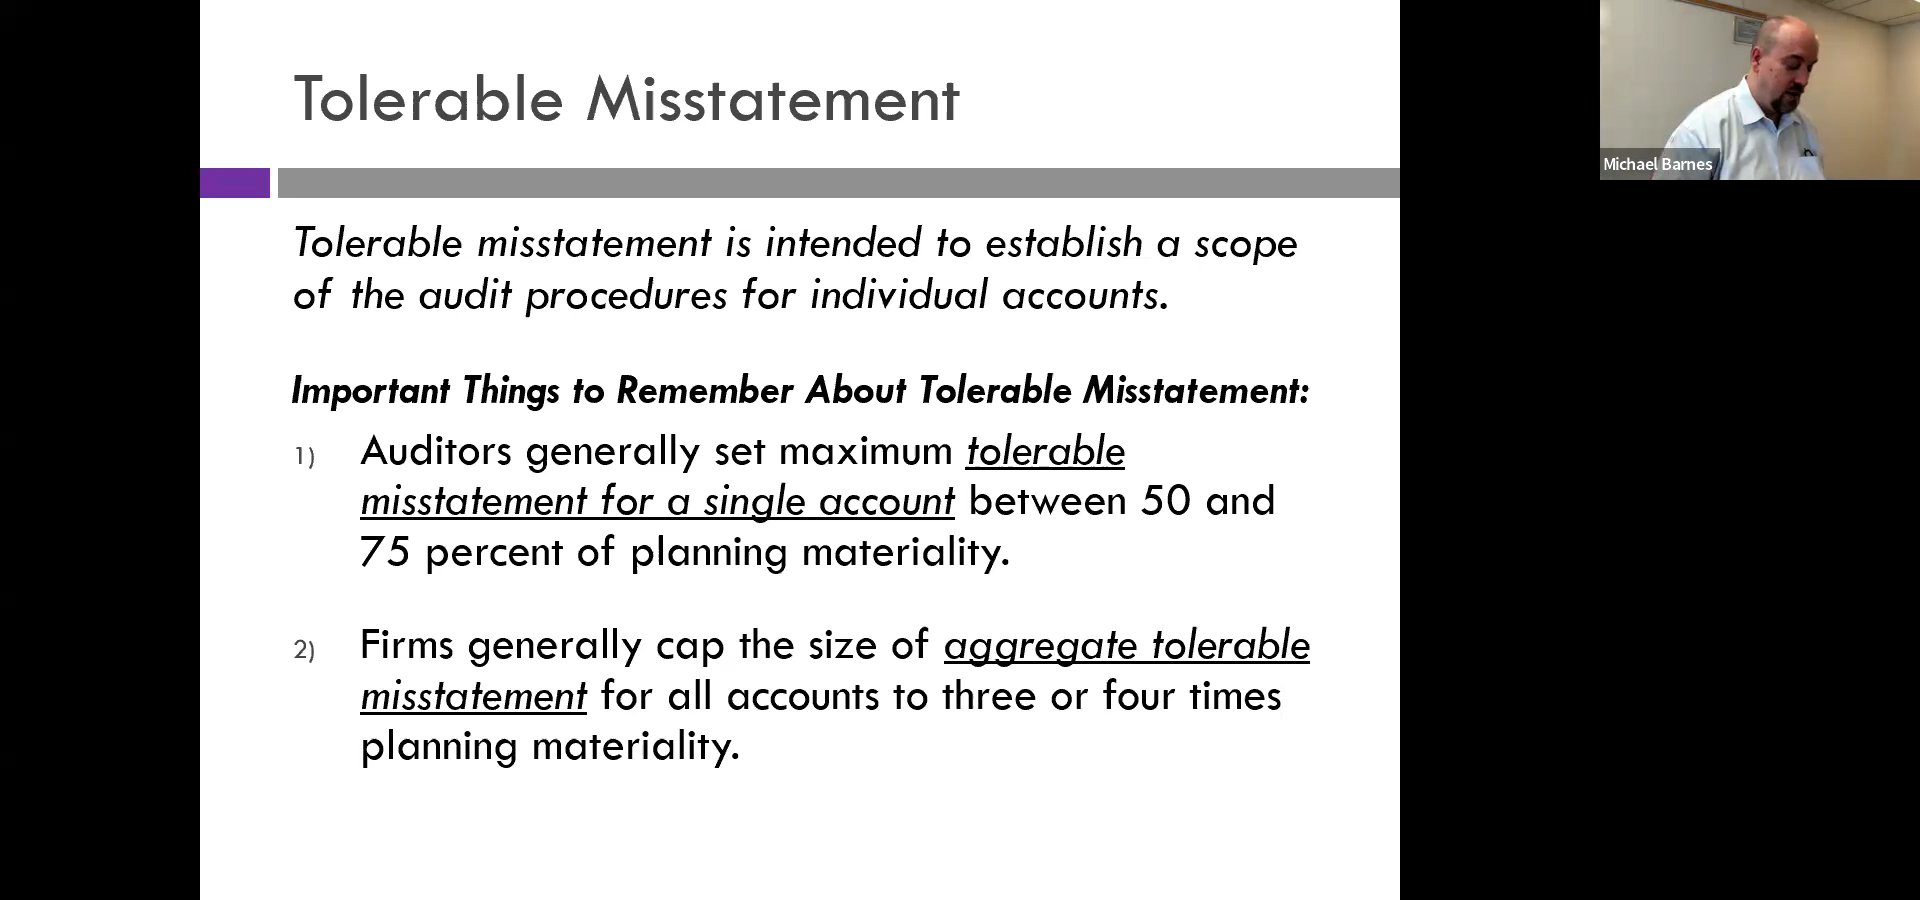 Tolerable Misstatement
Tolerable misstatement is intended to establish a scope
of the audit procedures for individual accounts.
Important Things to Remember About Tolerable Misstatement:
1) Auditors generally set maximum tolerable
misstatement for a single account between 50 and
75 percent of planning materiality.
2) Firms generally cap the size of aggregate tolerable
misstatement for all accounts to three or four times
planning materiality.
Michael Barnes